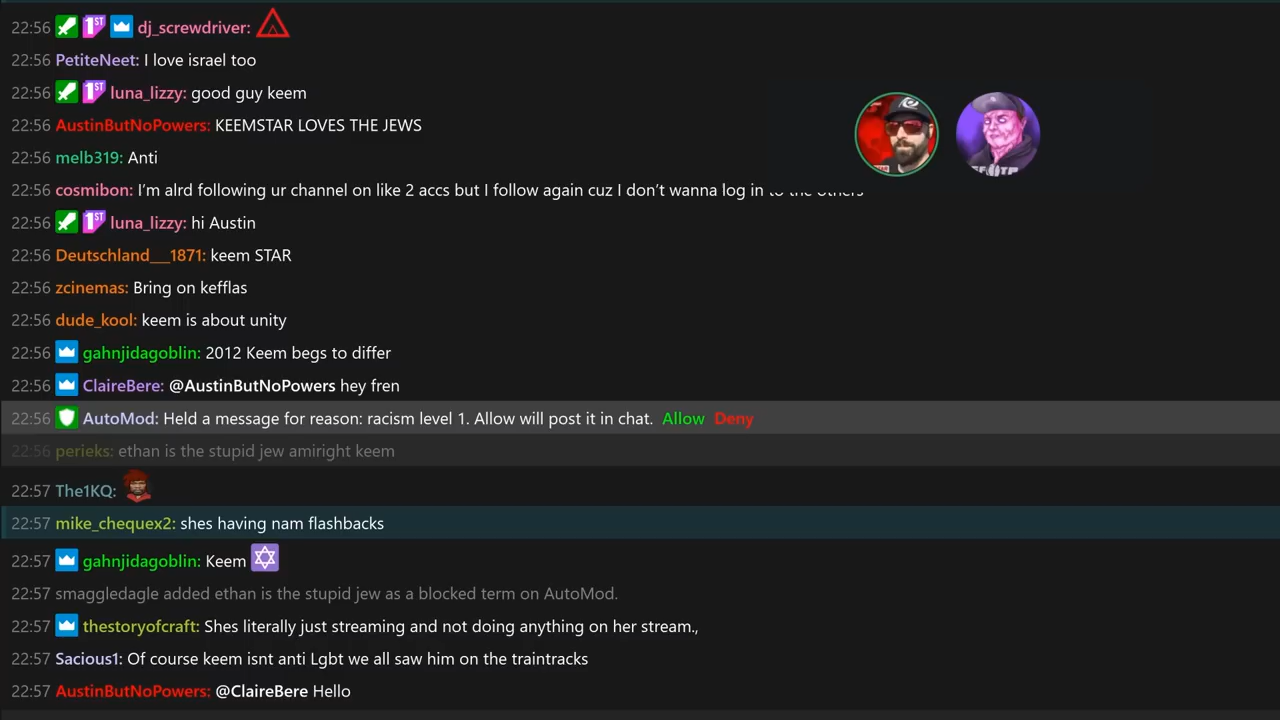 22:56 1ST dj_screwdriver:
22:56 PetiteNeet: I love israel too
22:56 1ST luna_lizzy: good guy keem
22:56 AustinButNoPowers: KEEMSTAR LOVES THE JEWS
22:56 melb319: Anti
22:56 cosmibon: I’m alrd following ur channel on like 2 accs but I follow again cuz I don’t wanna log in to the others
22:56 1ST luna_lizzy: hi Austin
22:56 Deutschland__1871: keem STAR
22:56 zcinemas: Bring on kefflas
22:56 dude_kool: keem is about unity
22:56 gahnjidagoblin: 2012 Keem begs to differ
22:56 ClaireBere: @AustinButNoPowers hey fren
22:56 AutoMod: Held a message for reason: racism level 1. Allow will post it in chat. Allow Deny
22:56 perieks: ethan is the stupid jew amiright keem
22:57 The1KQ:
22:57 mike_chequex2: shes having nam flashbacks
22:57 gahnjidagoblin: Keem
22:57 smaggledagle added ethan is the stupid jew as a blocked term on AutoMod.
22:57 thestoryofcraft: Shes literally just streaming and not doing anything on her stream.,
22:57 Sacious1: Of course keem isnt anti Lgbt we all saw him on the traintracks
22:57 AustinButNoPowers: @ClaireBere Hello